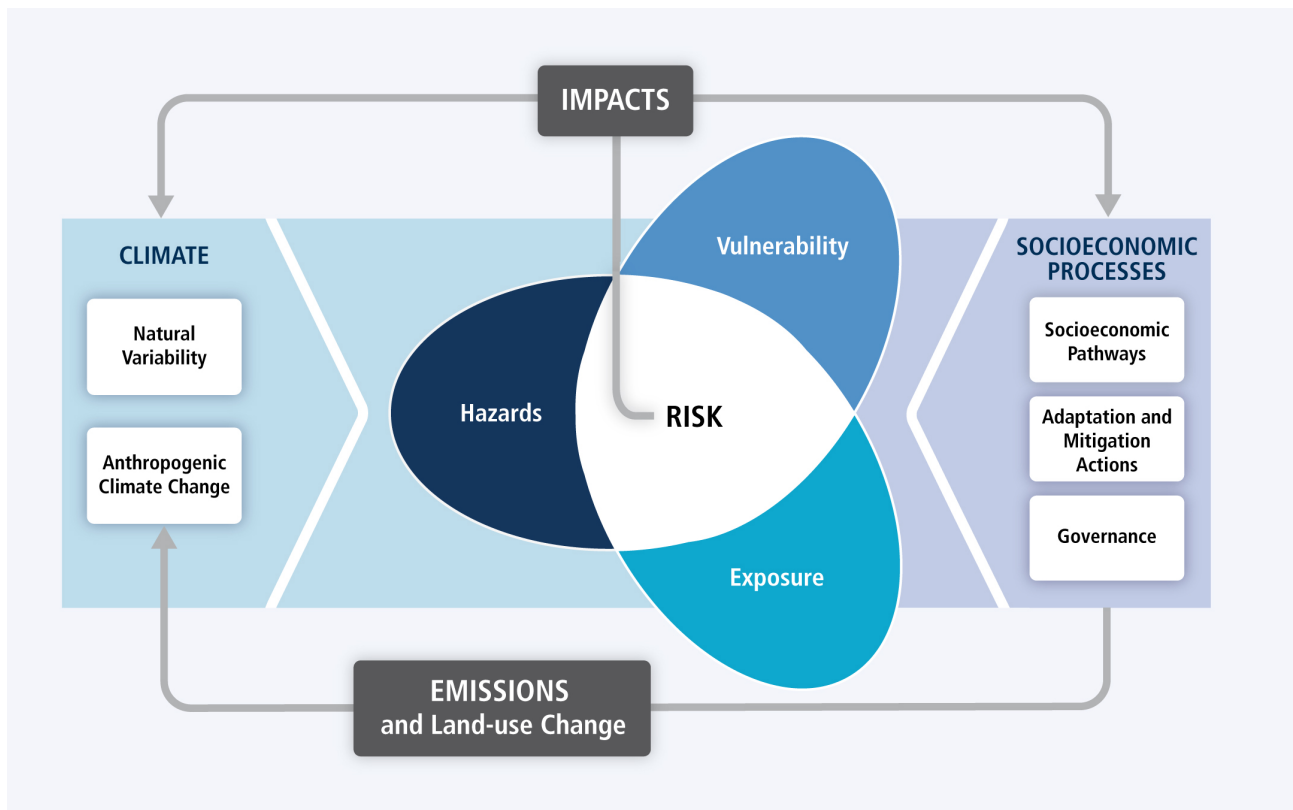 IMPACTS
CLIMATE
Natural
Variability
Anthropogenic
Climate Change
Vulnerability
Hazards
RISK
Exposure
SOCIOECONOMIC
PROCESSES
Socioeconomic
Pathways
Adaptation and
Mitigation
Actions
Governance
EMISSIONS
and Land-use Change